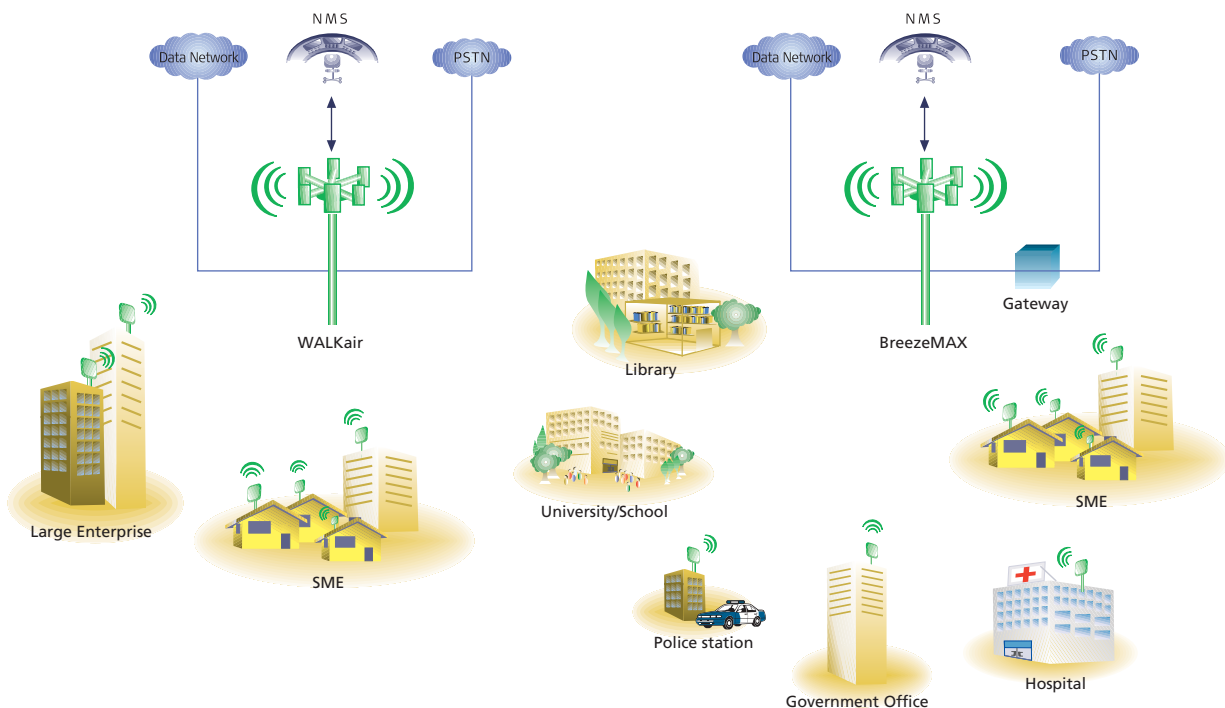 NMS
NMS
Data Network
PSTN
Data Network
PSTN
Gateway
WALKair
BreezeMAX
Library
SME
University/School
Large Enterprise
SME
Police station
Hospital
Government Office